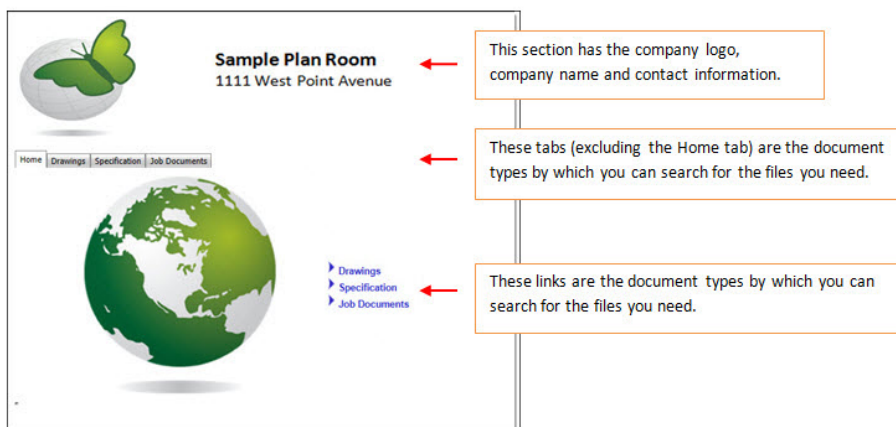 Sample Plan Room
1111 West Point Avenue
This section has the company logo,
company name and contact information.
Home Drawings Specification Job Documents
These tabs (excluding the Home tab) are the document
types by which you can search for the files you need.
Drawings
Specification
Job Documents
These links are the document types by which you can
search for the files you need.